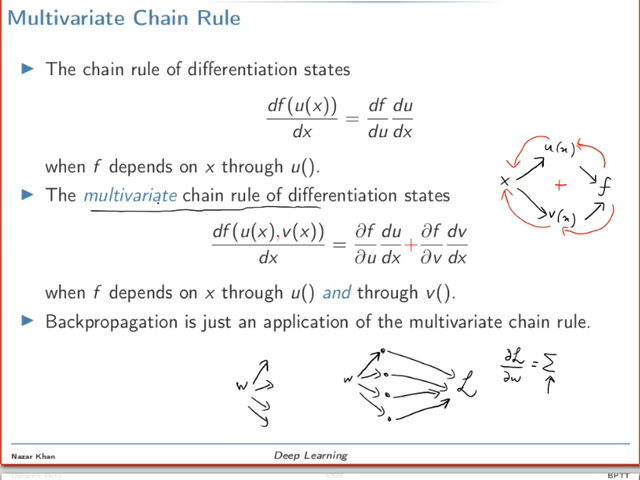 Multivariate Chain Rule
▶ The chain rule of differentiation states
df(u(x))/dx = df/du du/dx
when f depends on x through u().
▶ The multivariate chain rule of differentiation states
df(u(x),v(x))/dx = ∂f/∂u du/dx + ∂f/∂v dv/dx
when f depends on x through u() and through v().
▶ Backpropagation is just an application of the multivariate chain rule.
u(x)
x + f
v(x)
w
w ℒ
∂ℒ/∂w = Σ
Nazar Khan Deep Learning
BPTT